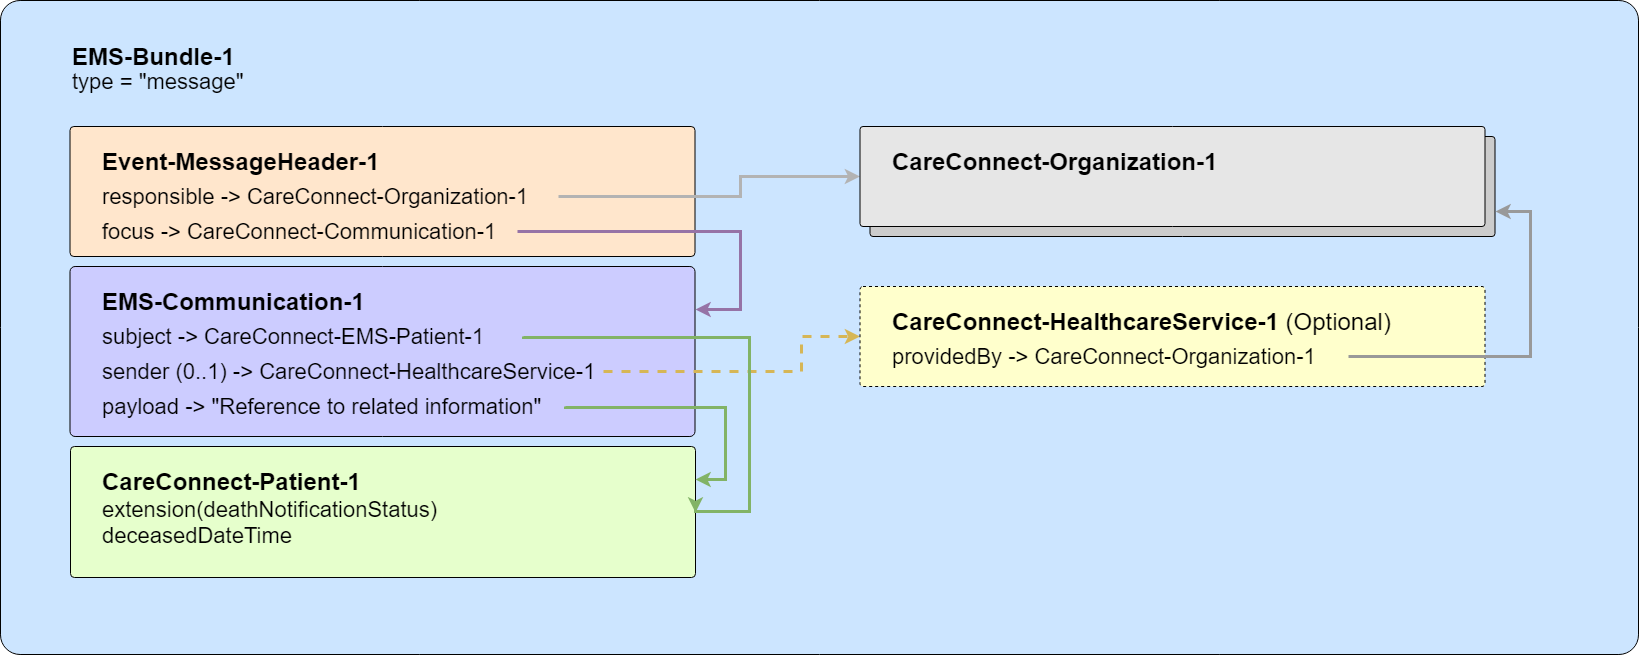 EMS-Bundle-1
type = "message"
Event-MessageHeader-1
responsible -> CareConnect-Organization-1
focus -> CareConnect-Communication-1
EMS-Communication-1
subject -> CareConnect-EMS-Patient-1
sender (0..1) -> CareConnect-HealthcareService-1
payload -> "Reference to related information"
CareConnect-Patient-1
extension(deathNotificationStatus)
deceasedDateTime
CareConnect-Organization-1
CareConnect-HealthcareService-1 (Optional)
providedBy -> CareConnect-Organization-1